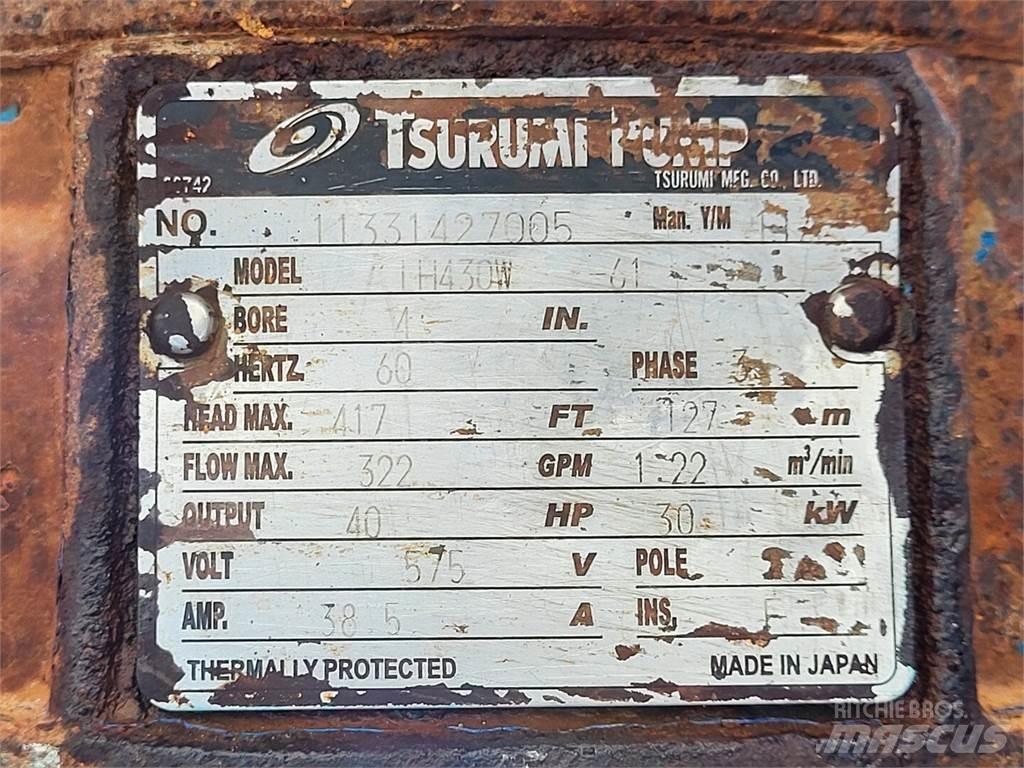 TSURUMI PUMP
TSURUMI MFG. CO., LTD.
NO. 11331427005 Man. Y/M
MODEL LH430W -61
BORE 4 IN.
HERTZ. 60 PHASE 3
HEAD MAX. 417 FT 127 m
FLOW MAX. 322 GPM 1.22 m³/min
OUTPUT 40 HP 30 kW
VOLT 575 V POLE
AMP. 38.5 A INS. F
THERMALLY PROTECTED MADE IN JAPAN
RITCHIE BROS.
MASCUS